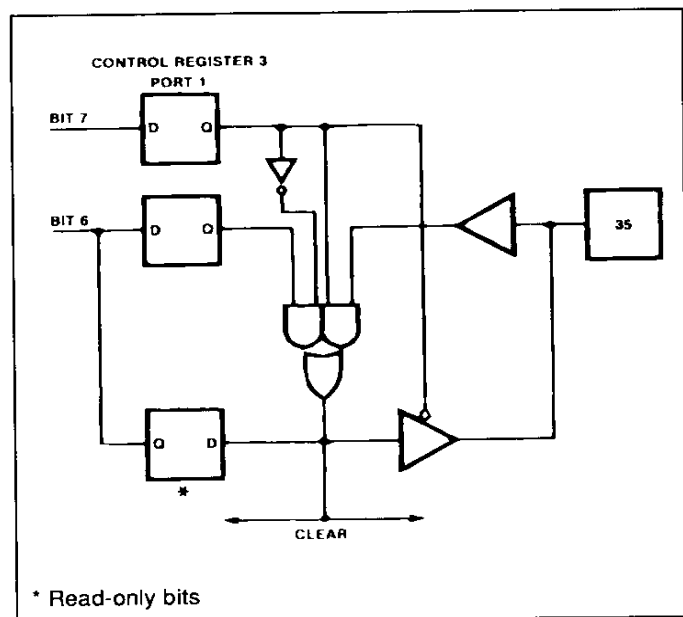 CONTROL REGISTER 3
PORT 1
BIT 7
D Q
BIT 6
D Q
35
Q D
*
CLEAR
* Read-only bits